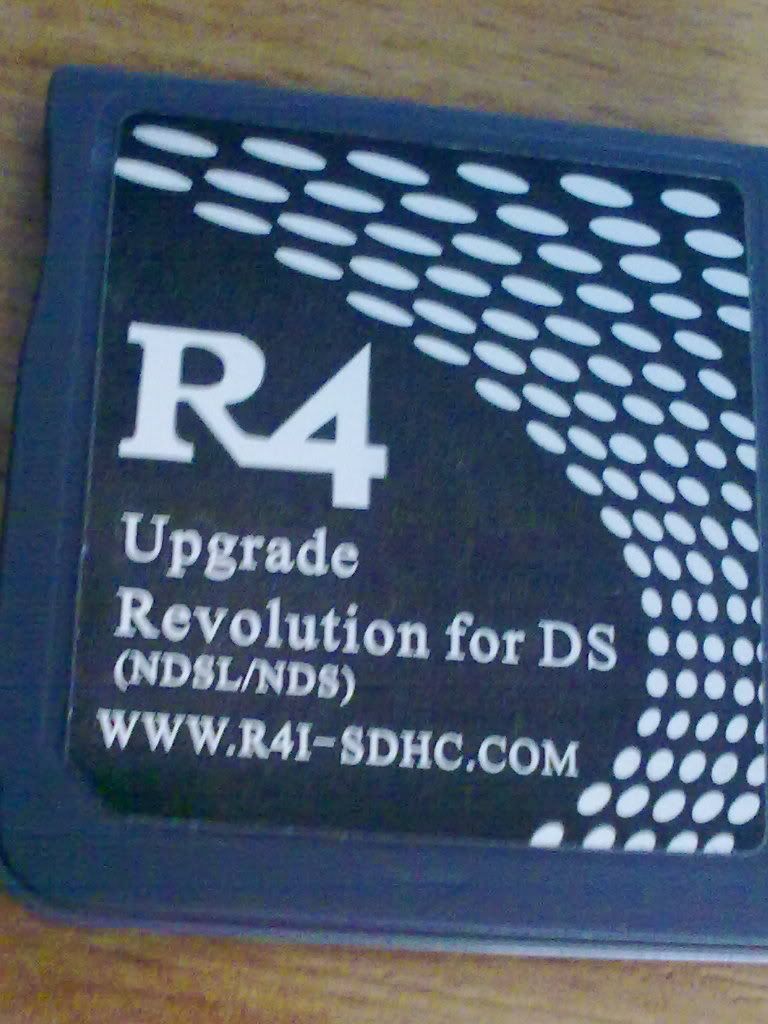 R4
Upgrade
Revolution for DS
(NDSL/NDS)
WWW.R4I-SDHC.COM